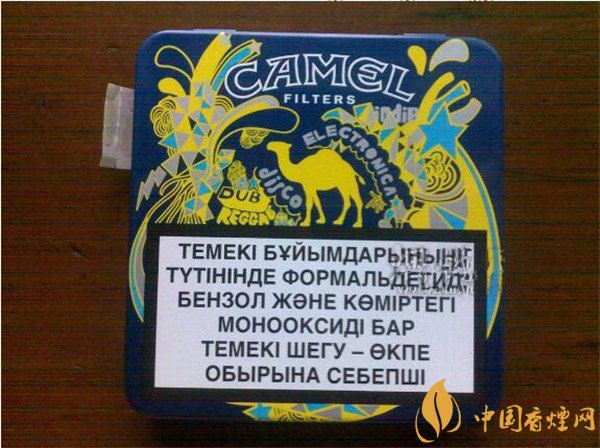 CAMEL
FILTERS
indie
ELECTRONICA
disco
DUB
REGGA
ТЕМЕКІ БҰЙЫМДАРЫНЫҢ
ТҮТІНІНДЕ ФОРМАЛЬДЕГИД,
БЕНЗОЛ ЖӘНЕ КӨМІРТЕГІ
МОНООКСИДІ БАР
ТЕМЕКІ ШЕГУ – ӨКПЕ
ОБЫРЫНА СЕБЕПШІ
中国香烟网